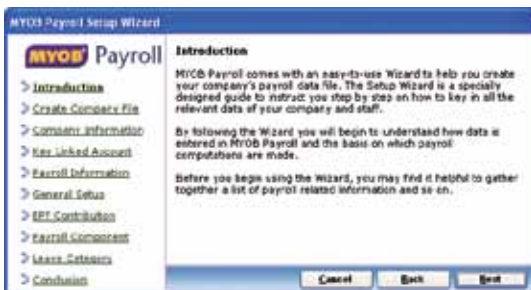 MYOB Payroll Setup Wizard
MYOB Payroll
Introduction
Create Company File
Company Information
Key Linked Account
Payroll Information
General Setup
EPF Contribution
Payroll Component
Leave Category
Conclusion
Introduction
MYOB Payroll comes with an easy-to-use Wizard to help you create
your company's payroll data file. The Setup Wizard is a specially
designed guide to instruct you step by step on how to key in all the
relevant data of your company and staff.
By following the Wizard you will begin to understand how data is
entered in MYOB Payroll and the basis on which payroll
computations are made.
Before you begin using the Wizard, you may find it helpful to gather
together a list of payroll related information and so on.
Cancel
Back
Next